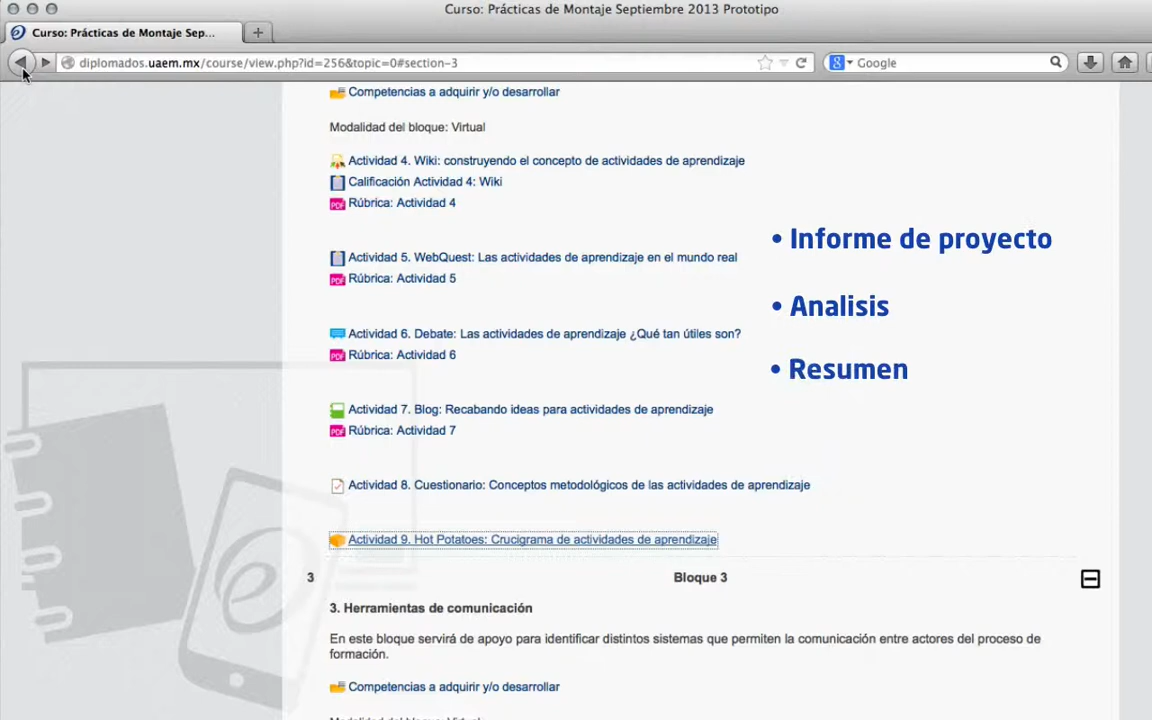 Curso: Prácticas de Montaje Septiembre 2013 Prototipo
Curso: Prácticas de Montaje Sep...
diplomados.uaem.mx/course/view.php?id=256&topic=0#section-3
Google
Competencias a adquirir y/o desarrollar
Modalidad del bloque: Virtual
Actividad 4. Wiki: construyendo el concepto de actividades de aprendizaje
Calificación Actividad 4: Wiki
PDF Rúbrica: Actividad 4
• Informe de proyecto
Actividad 5. WebQuest: Las actividades de aprendizaje en el mundo real
PDF Rúbrica: Actividad 5
• Analisis
Actividad 6. Debate: Las actividades de aprendizaje ¿Qué tan útiles son?
PDF Rúbrica: Actividad 6
• Resumen
Actividad 7. Blog: Recabando ideas para actividades de aprendizaje
PDF Rúbrica: Actividad 7
Actividad 8. Cuestionario: Conceptos metodológicos de las actividades de aprendizaje
Actividad 9. Hot Potatoes: Crucigrama de actividades de aprendizaje
3 Bloque 3
3. Herramientas de comunicación
En este bloque servirá de apoyo para identificar distintos sistemas que permiten la comunicación entre actores del proceso de
formación.
Competencias a adquirir y/o desarrollar